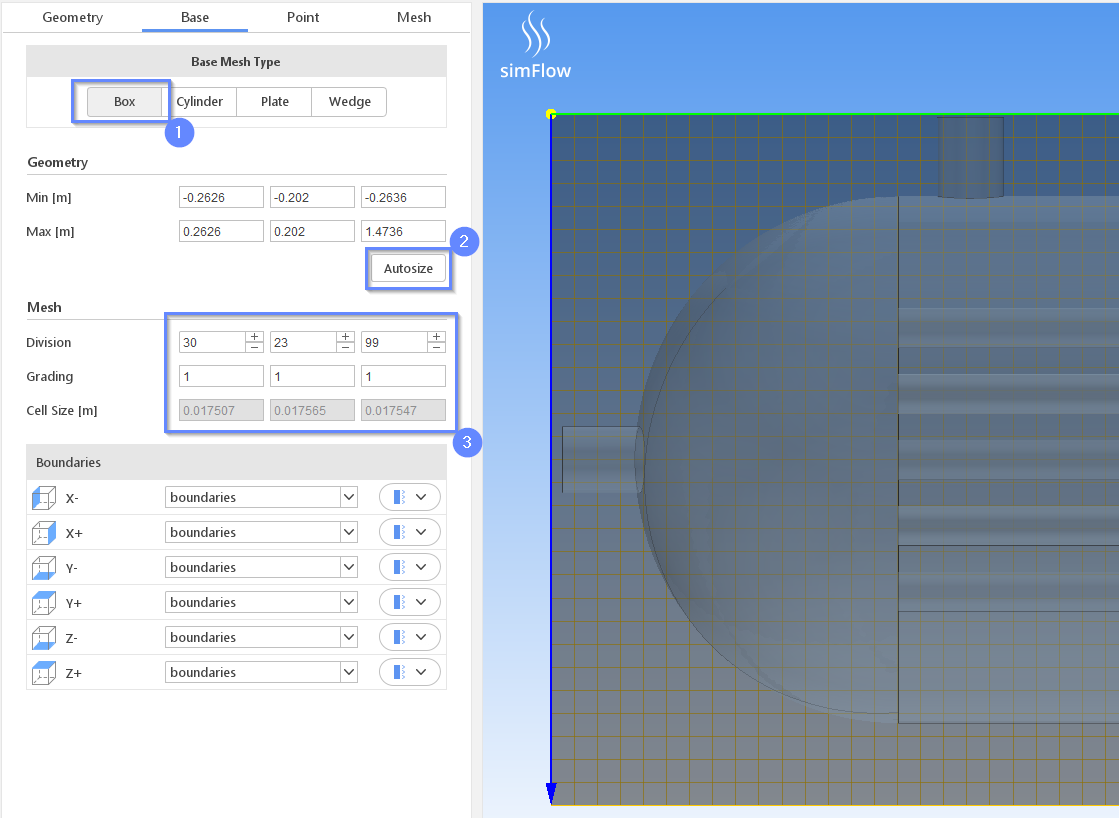 Geometry Base Point Mesh
Base Mesh Type
Box Cylinder Plate Wedge
1
Geometry
Min [m] -0.2626 -0.202 -0.2636
Max [m] 0.2626 0.202 1.4736
2
Autosize
Mesh
Division 30 23 99
Grading 1 1 1
Cell Size [m] 0.017507 0.017565 0.017547
3
Boundaries
X- boundaries
X+ boundaries
Y- boundaries
Y+ boundaries
Z- boundaries
Z+ boundaries
simFlow